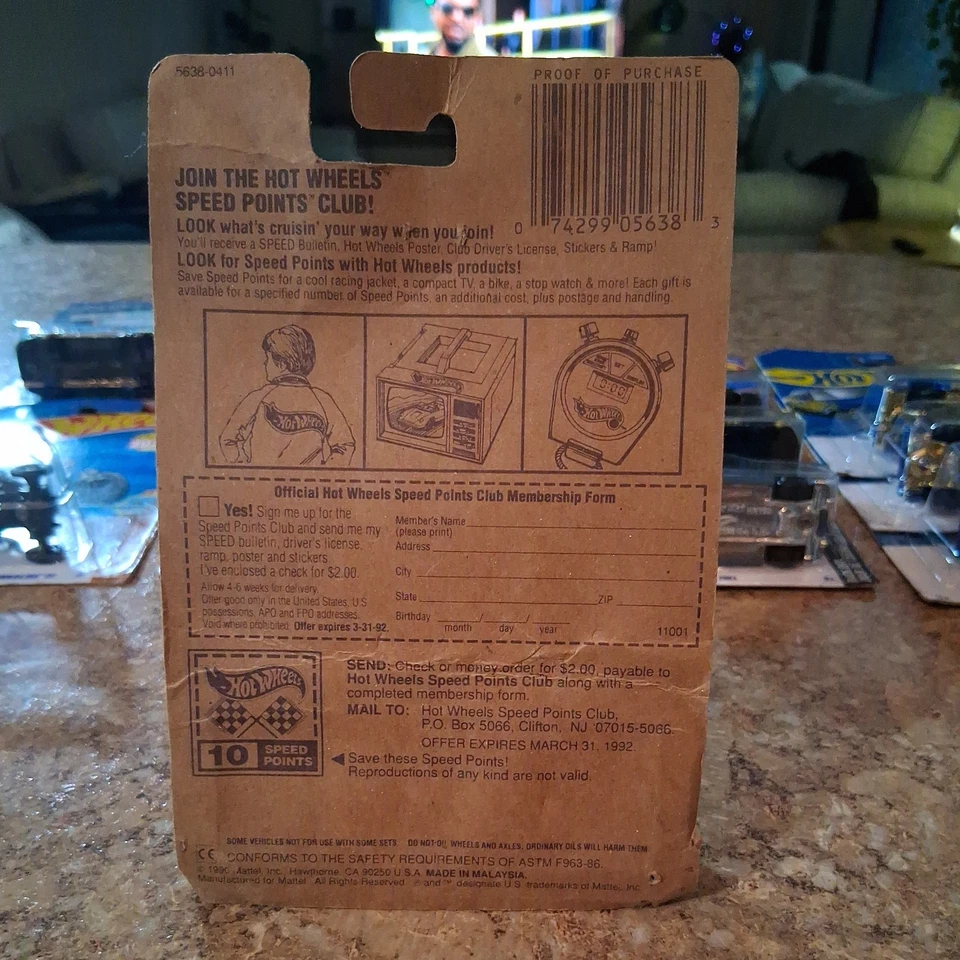 5638-0411
PROOF OF PURCHASE
0 74299 05638 3
JOIN THE HOT WHEELS™
SPEED POINTS™ CLUB!
LOOK what's cruisin' your way when you join!
You'll receive a SPEED Bulletin, Hot Wheels Poster, Club Driver's License, Stickers & Ramp!
LOOK for Speed Points with Hot Wheels products!
Save Speed Points for a cool racing jacket, a compact TV, a bike, a stop watch & more! Each gift is
available for a specified number of Speed Points, an additional cost, plus postage and handling.
Hot Wheels
Hot Wheels
0:00
Hot Wheels
Official Hot Wheels Speed Points Club Membership Form
Yes! Sign me up for the
Speed Points Club and send me my
SPEED bulletin, driver's license,
ramp, poster and stickers.
I've enclosed a check for $2.00.
Allow 4-6 weeks for delivery.
Offer good only in the United States, U.S.
possessions, APO and FPO addresses.
Void where prohibited. Offer expires 3-31-92.
Member's Name
(please print)
Address
City
State ZIP
Birthday / /
month day year
11001
Hot Wheels
10 SPEED
POINTS
SEND: Check or money order for $2.00, payable to
Hot Wheels Speed Points Club along with a
completed membership form.
MAIL TO: Hot Wheels Speed Points Club,
P.O. Box 5066, Clifton, NJ 07015-5066.
OFFER EXPIRES MARCH 31, 1992.
◀ Save these Speed Points!
Reproductions of any kind are not valid.
SOME VEHICLES NOT FOR USE WITH SOME SETS. DO NOT OIL WHEELS AND AXLES, ORDINARY OILS WILL HARM THEM.
CE CONFORMS TO THE SAFETY REQUIREMENTS OF ASTM F963-86.
1990 Mattel, Inc. Hawthorne, CA 90250 U.S.A. MADE IN MALAYSIA.
Manufactured for Mattel. All Rights Reserved. ® and ™ designate U.S. trademarks of Mattel, Inc.